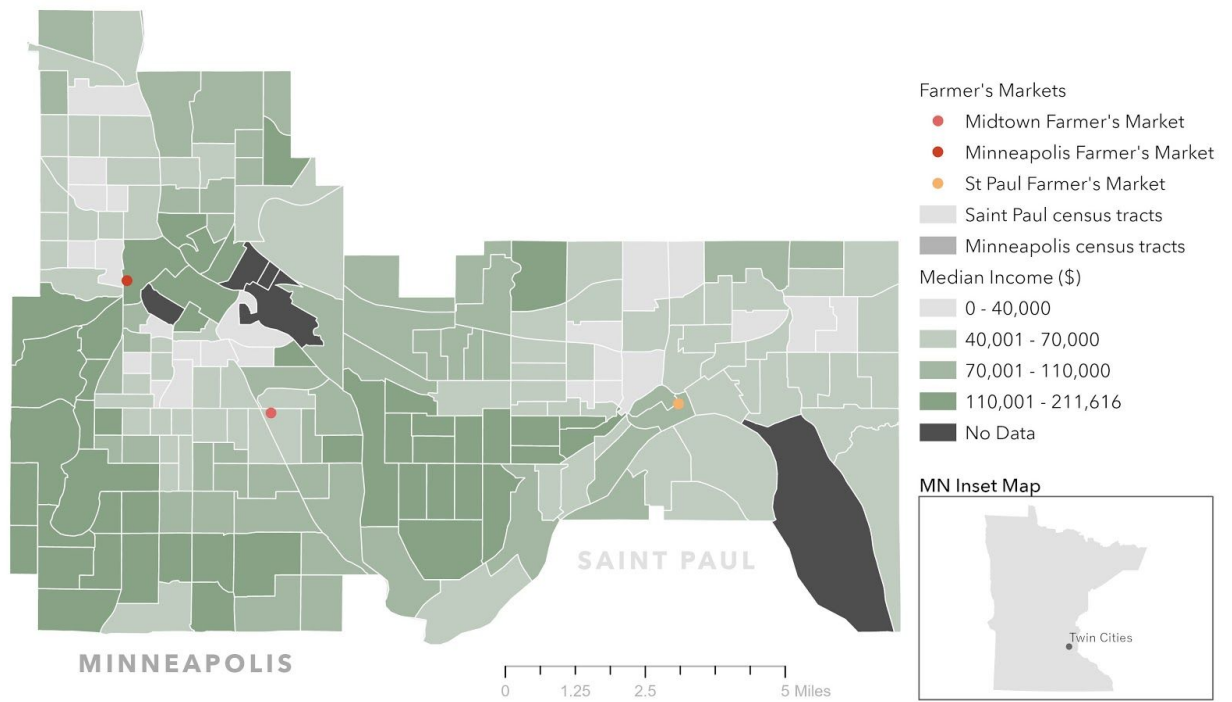 Farmer's Markets
Midtown Farmer's Market
Minneapolis Farmer's Market
St Paul Farmer's Market
Saint Paul census tracts
Minneapolis census tracts
Median Income ($)
0 - 40,000
40,001 - 70,000
70,001 - 110,000
110,001 - 211,616
No Data
MN Inset Map
Twin Cities
SAINT PAUL
MINNEAPOLIS
0 1.25 2.5 5 Miles